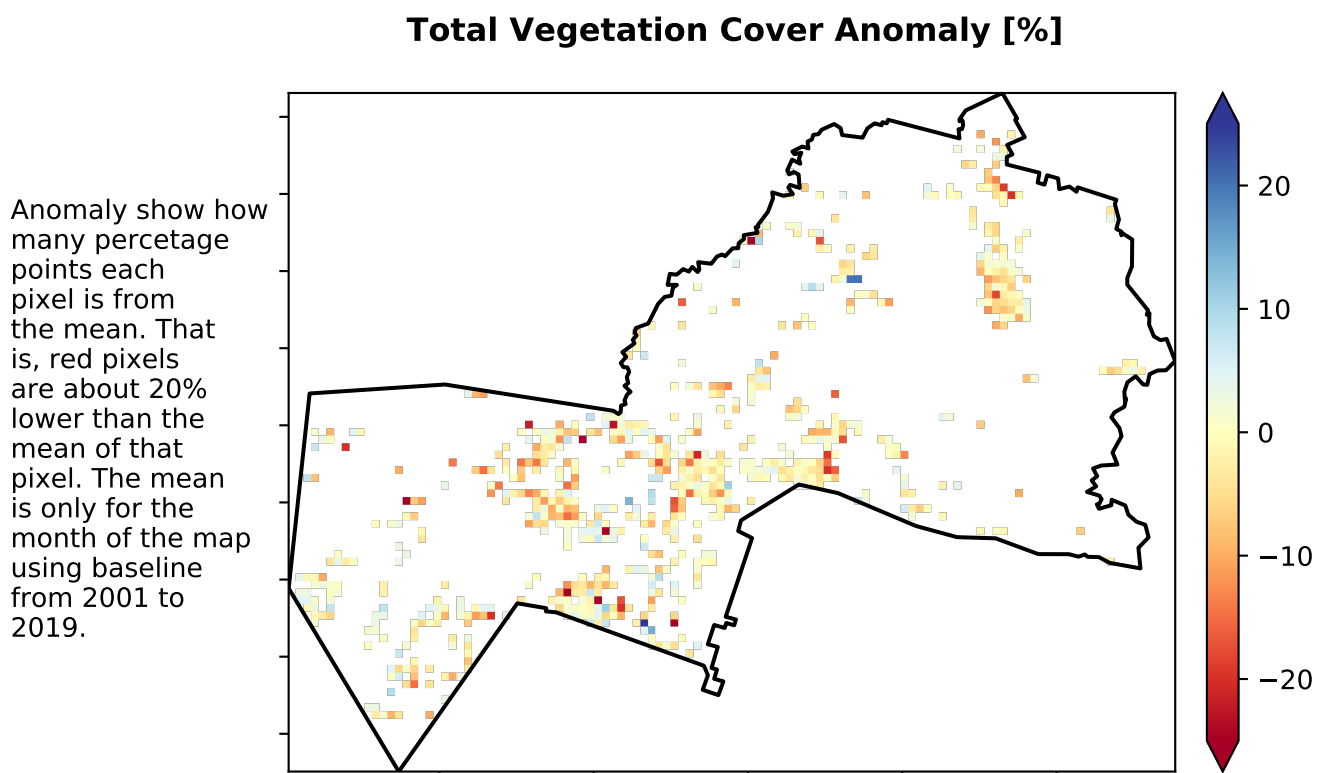 Total Vegetation Cover Anomaly [%]
Anomaly show how
many percetage
points each
pixel is from
the mean. That
is, red pixels
are about 20%
lower than the
mean of that
pixel. The mean
is only for the
month of the map
using baseline
from 2001 to
2019.
20
10
0
−10
−20